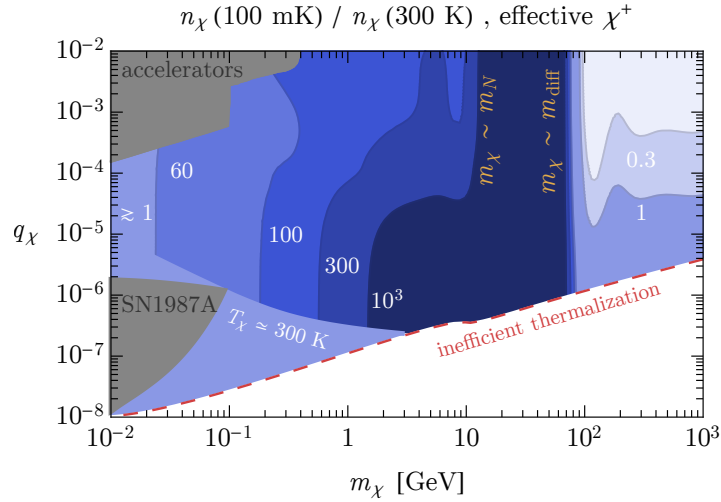 n_χ(100 mK) / n_χ(300 K) , effective χ⁺
10⁻²
10⁻³
10⁻⁴
10⁻⁵
10⁻⁶
10⁻⁷
10⁻⁸
q_χ
accelerators
60
≈ 1
100
300
10³
SN1987A
T_χ ≃ 300 K
m_χ ∼ m_N
m_χ ∼ m_diff
0.3
1
inefficient thermalization
10⁻² 10⁻¹ 1 10 10² 10³
m_χ [GeV]